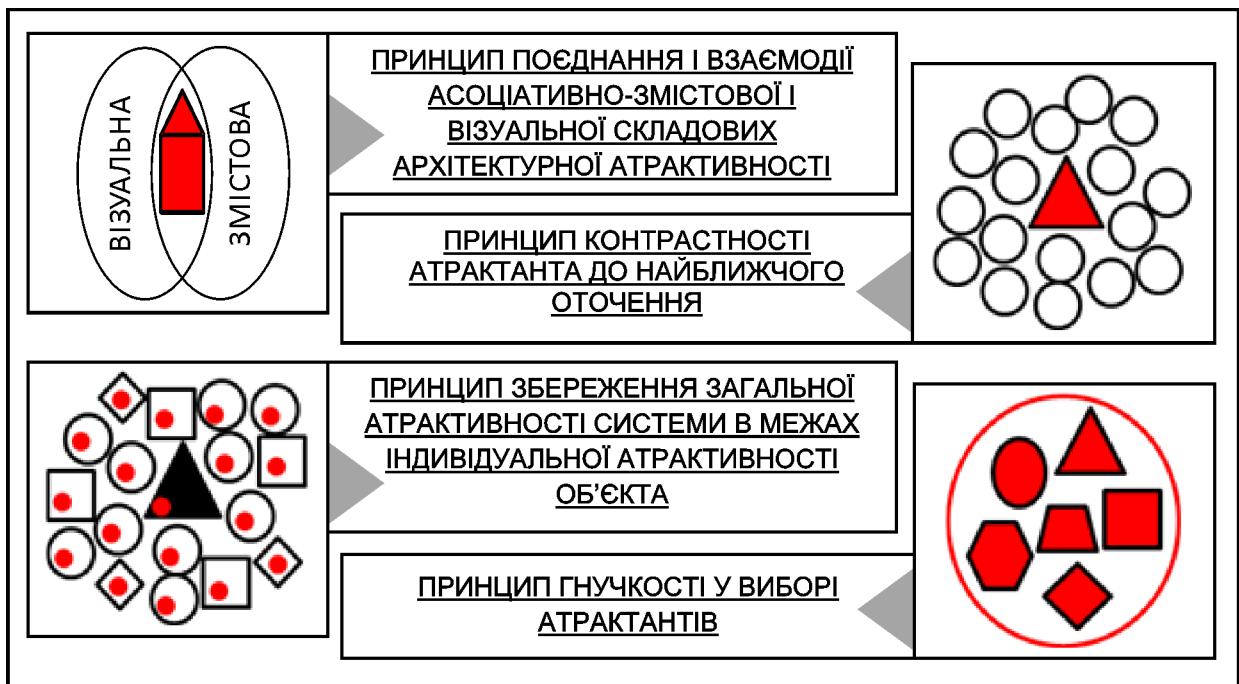 ВІЗУАЛЬНА
ЗМІСТОВА
ПРИНЦИП ПОЄДНАННЯ І ВЗАЄМОДІЇ
АСОЦІАТИВНО-ЗМІСТОВОЇ І
ВІЗУАЛЬНОЇ СКЛАДОВИХ
АРХІТЕКТУРНОЇ АТРАКТИВНОСТІ
ПРИНЦИП КОНТРАСТНОСТІ
АТРАКТАНТА ДО НАЙБЛИЖЧОГО
ОТОЧЕННЯ
ПРИНЦИП ЗБЕРЕЖЕННЯ ЗАГАЛЬНОЇ
АТРАКТИВНОСТІ СИСТЕМИ В МЕЖАХ
ІНДИВІДУАЛЬНОЇ АТРАКТИВНОСТІ
ОБ’ЄКТА
ПРИНЦИП ГНУЧКОСТІ У ВИБОРІ
АТРАКТАНТІВ